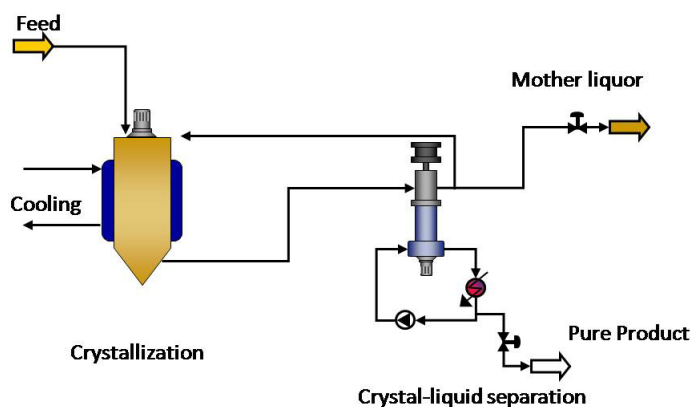 Feed
Mother liquor
Cooling
Pure Product
Crystallization
Crystal-liquid separation